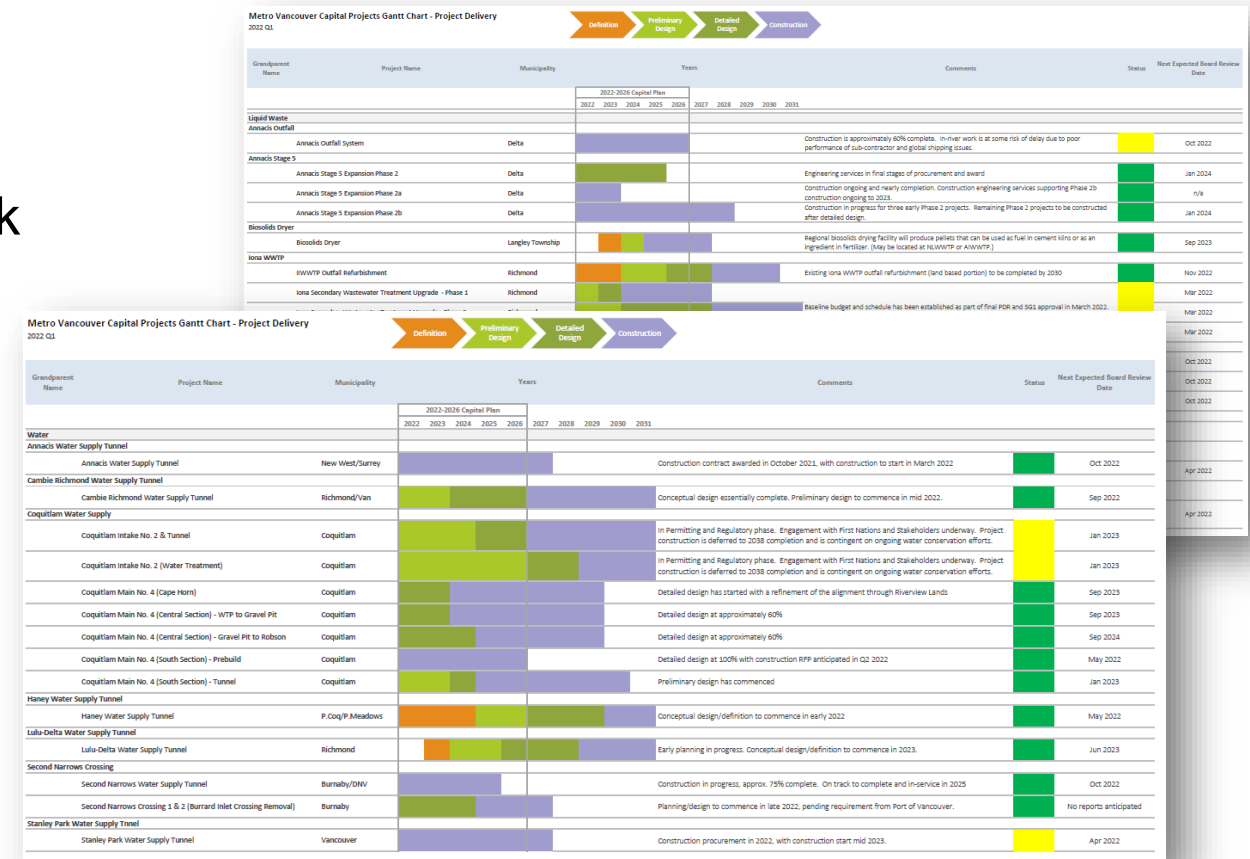 Metro Vancouver Capital Projects Gantt Chart - Project Delivery
2022 Q1
Definition Preliminary Design Detailed Design Construction
Grandparent Name Project Name Municipality Years Comments Status Next Expected Board Review Date
2022-2026 Capital Plan
2022 2023 2024 2025 2026 2027 2028 2029 2030 2031
Liquid Waste
Annacis Outfall
Annacis Outfall System Delta Construction is approximately 60% complete. In-river work is at some risk of delay due to poor performance of sub-contractor and global shipping issues. Oct 2022
Annacis Stage 5
Annacis Stage 5 Expansion Phase 2 Delta Engineering services in final stages of procurement and award Jan 2024
Annacis Stage 5 Expansion Phase 2a Delta Construction ongoing and nearly completion. Construction engineering services supporting Phase 2b construction ongoing to 2023. n/a
Annacis Stage 5 Expansion Phase 2b Delta Construction in progress for three early Phase 2 projects. Remaining Phase 2 projects to be constructed after detailed design. Jan 2024
Biosolids Dryer
Biosolids Dryer Langley Township Regional biosolids drying facility will produce pellets that can be used as fuel in cement kilns or as an ingredient in fertilizer. (May be located at NLWWTP or AIWWTP.) Sep 2023
Iona WWTP
IIWWTP Outfall Refurbishment Richmond Existing Iona WWTP outfall refurbishment (land based portion) to be completed by 2030 Nov 2022
Iona Secondary Wastewater Treatment Upgrade - Phase 1 Richmond Mar 2022
Baseline budget and schedule has been established as part of final PDR and SG1 approval in March 2022. Mar 2022
Mar 2022
Oct 2022
Oct 2022
Oct 2022
Apr 2022
Apr 2022
k
Metro Vancouver Capital Projects Gantt Chart - Project Delivery
2022 Q1
Definition Preliminary Design Detailed Design Construction
Grandparent Name Project Name Municipality Years Comments Status Next Expected Board Review Date
2022-2026 Capital Plan
2022 2023 2024 2025 2026 2027 2028 2029 2030 2031
Water
Annacis Water Supply Tunnel
Annacis Water Supply Tunnel New West/Surrey Construction contract awarded in October 2021, with construction to start in March 2022 Oct 2022
Cambie Richmond Water Supply Tunnel
Cambie Richmond Water Supply Tunnel Richmond/Van Conceptual design essentially complete. Preliminary design to commence in mid 2022. Sep 2022
Coquitlam Water Supply
Coquitlam Intake No. 2 & Tunnel Coquitlam In Permitting and Regulatory phase. Engagement with First Nations and Stakeholders underway. Project construction is deferred to 2038 completion and is contingent on ongoing water conservation efforts. Jan 2023
Coquitlam Intake No. 2 (Water Treatment) Coquitlam In Permitting and Regulatory phase. Engagement with First Nations and Stakeholders underway. Project construction is deferred to 2038 completion and is contingent on ongoing water conservation efforts. Jan 2023
Coquitlam Main No. 4 (Cape Horn) Coquitlam Detailed design has started with a refinement of the alignment through Riverview Lands Sep 2023
Coquitlam Main No. 4 (Central Section) - WTP to Gravel Pit Coquitlam Detailed design at approximately 60% Sep 2023
Coquitlam Main No. 4 (Central Section) - Gravel Pit to Robson Coquitlam Detailed design at approximately 60% Sep 2024
Coquitlam Main No. 4 (South Section) - Prebuild Coquitlam Detailed design at 100% with construction RFP anticipated in Q2 2022 May 2022
Coquitlam Main No. 4 (South Section) - Tunnel Coquitlam Preliminary design has commenced Jan 2023
Haney Water Supply Tunnel
Haney Water Supply Tunnel P.Coq/P.Meadows Conceptual design/definition to commence in early 2022 May 2022
Lulu-Delta Water Supply Tunnel
Lulu-Delta Water Supply Tunnel Richmond Early planning in progress. Conceptual design/definition to commence in 2023. Jun 2023
Second Narrows Crossing
Second Narrows Water Supply Tunnel Burnaby/DNV Construction in progress, approx. 75% complete. On track to complete and in-service in 2025 Oct 2022
Second Narrows Crossing 1 & 2 (Burrard Inlet Crossing Removal) Burnaby Planning/design to commence in late 2022, pending requirement from Port of Vancouver. No reports anticipated
Stanley Park Water Supply Tnnel
Stanley Park Water Supply Tunnel Vancouver Construction procurement in 2022, with construction start mid 2023. Apr 2022